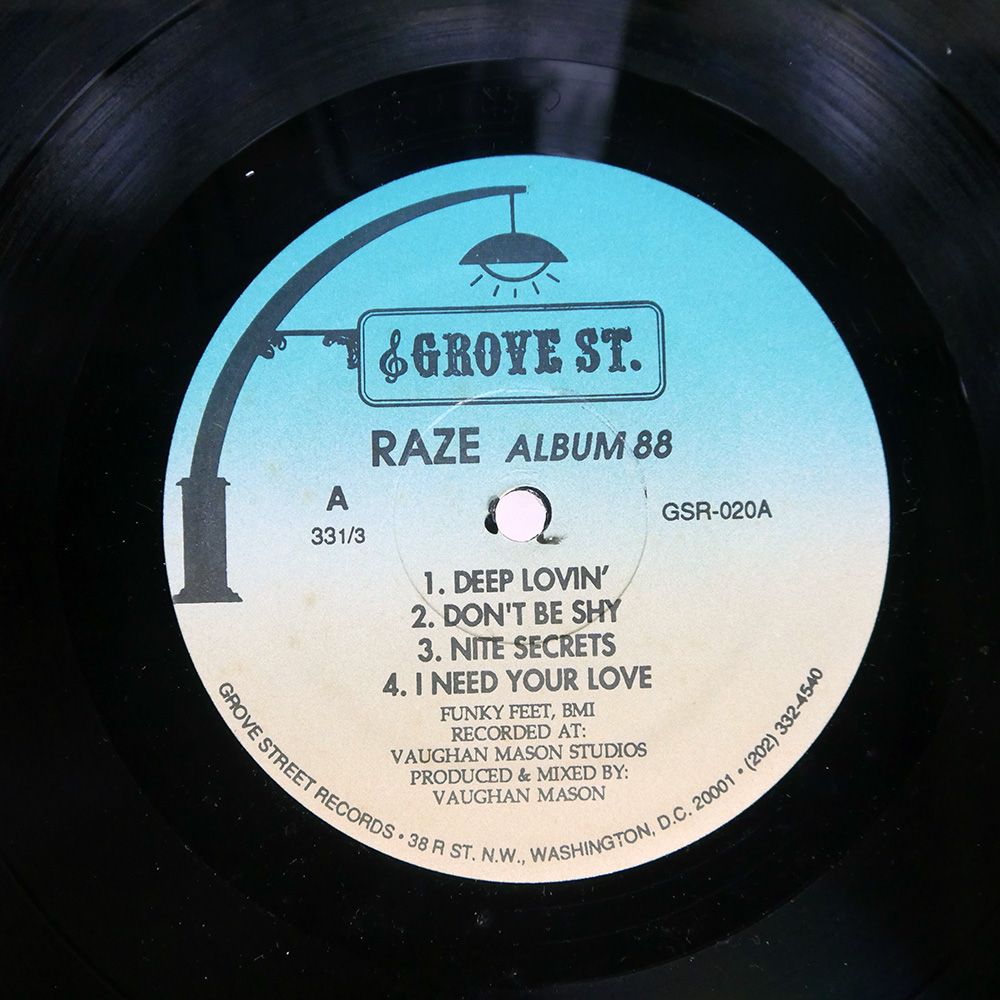 GROVE ST.
RAZE ALBUM 88
A
33 1/3
GSR-020A
1. DEEP LOVIN'
2. DON'T BE SHY
3. NITE SECRETS
4. I NEED YOUR LOVE
FUNKY FEET, BMI
RECORDED AT:
VAUGHAN MASON STUDIOS
PRODUCED & MIXED BY:
VAUGHAN MASON
GROVE STREET RECORDS • 38 R ST. N.W., WASHINGTON, D.C. 20001 • (202) 332-4540